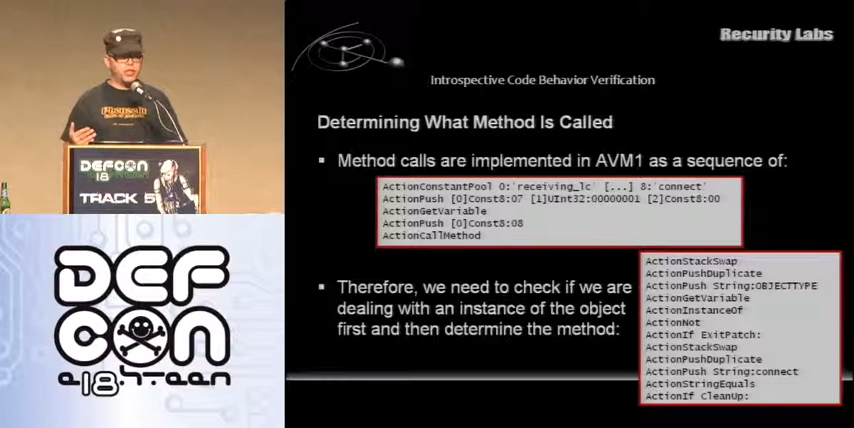 Recurity Labs
Introspective Code Behavior Verification
Determining What Method Is Called
▪ Method calls are implemented in AVM1 as a sequence of:
ActionConstantPool 0:'receiving_lc' [...] 8:'connect'
ActionPush [0]Const8:07 [1]UInt32:00000001 [2]Const8:00
ActionGetVariable
ActionPush [0]Const8:08
ActionCallMethod
▪ Therefore, we need to check if we are
dealing with an instance of the object
first and then determine the method:
ActionStackSwap
ActionPushDuplicate
ActionPush String:OBJECTTYPE
ActionGetVariable
ActionInstanceOf
ActionNot
ActionIf ExitPatch:
ActionStackSwap
ActionPushDuplicate
ActionPush String:connect
ActionStringEquals
ActionIf CleanUp:
DEFCON
18
TRACK 5
DEF
CON
e18hteen